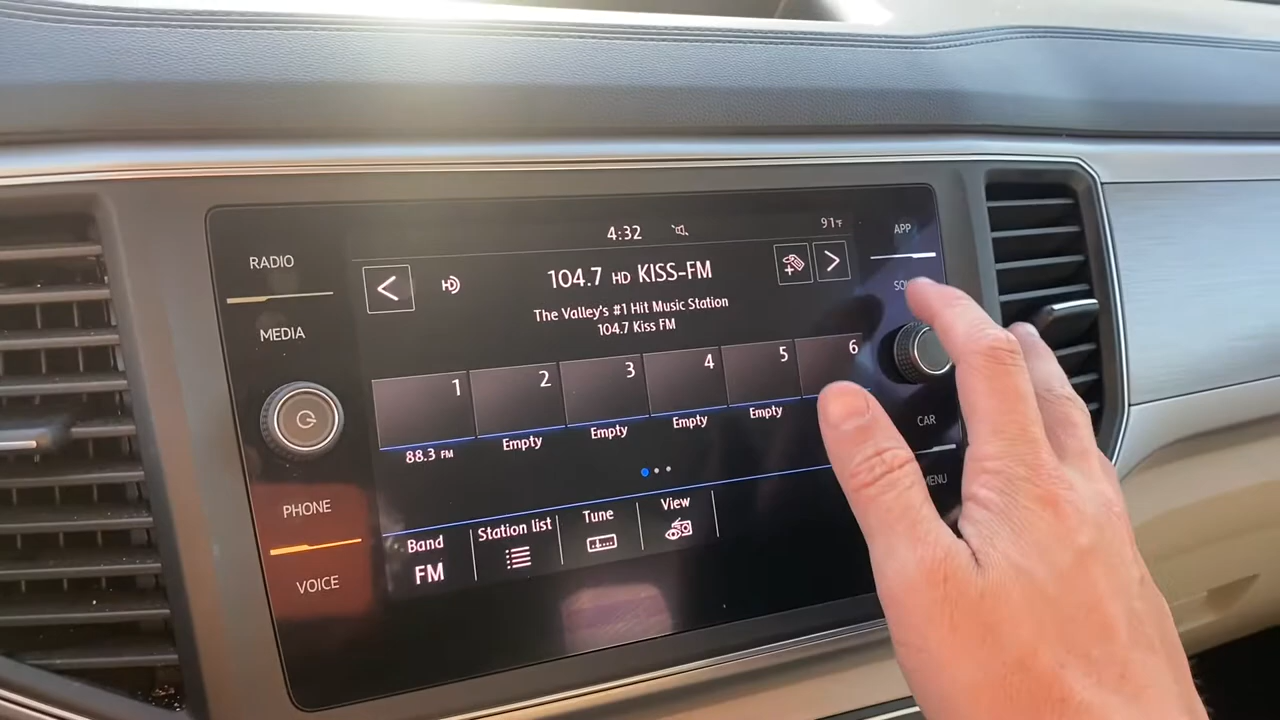 RADIO
MEDIA
PHONE
VOICE
4:32
91°F
104.7 HD KISS-FM
The Valley's #1 Hit Music Station
104.7 Kiss FM
1
2
3
4
5
6
88.3 FM
Empty
Empty
Empty
Empty
Band
FM
Station list
Tune
View
APP
CAR
MENU